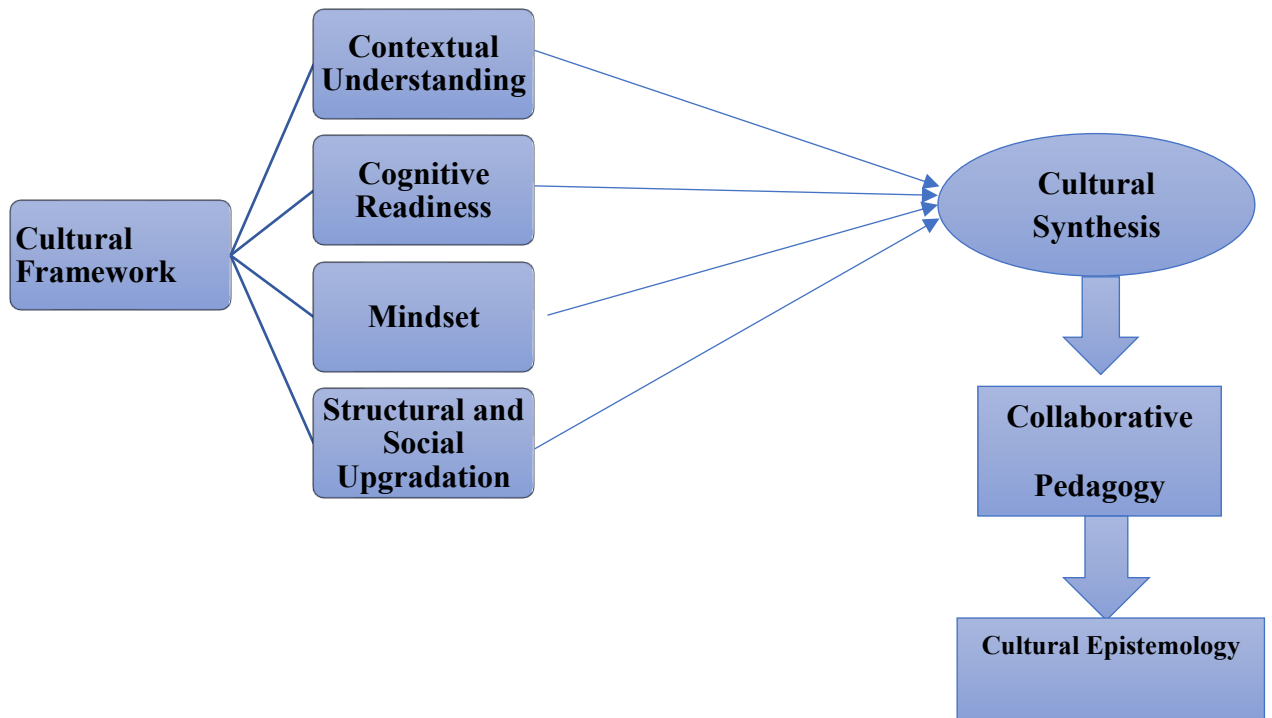 Contextual
Understanding
Cognitive
Readiness
Cultural
Framework
Mindset
Structural and
Social
Upgradation
Cultural
Synthesis
Collaborative
Pedagogy
Cultural Epistemology